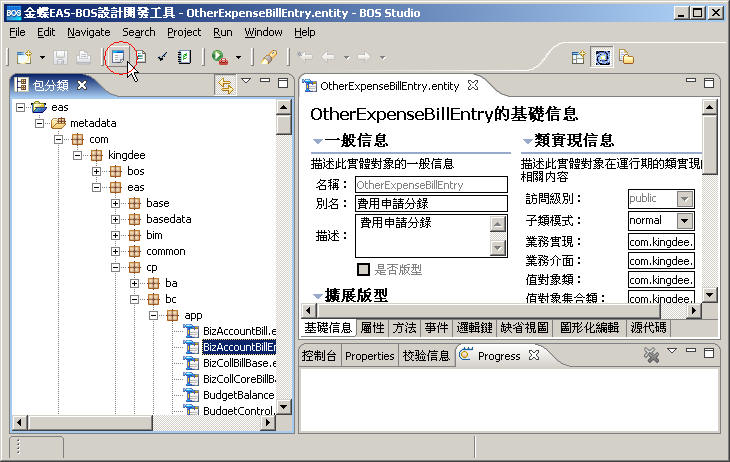 BOS 金蝶EAS-BOS設計開發工具 - OtherExpenseBillEntry.entity - BOS Studio
File Edit Navigate Search Project Run Window Help
包分類
eas
metadata
com
kingdee
bos
eas
base
basedata
bim
common
cp
ba
bc
app
BizAccountBill.e
BizAccountBillEn
BizCollBillBase.e
BizCollCoreBillBa
BudgetBalance
BudgetControl.
OtherExpenseBillEntry.entity
OtherExpenseBillEntry的基礎信息
一般信息
描述此實體對象的一般信息
名稱： OtherExpenseBillEntry
別名： 費用申請分錄
描述： 費用申請分錄
是否版型
擴展版型
類實現信息
描述此實體對象在運行期的類實現的
相關内容
訪問級別： public
子類模式： normal
業務實現： com.kingdee.
業務介面： com.kingdee.
值對象類： com.kingdee.
值對象集合類： com.kingdee.
基礎信息 屬性 方法 事件 邏輯鍵 缺省視圖 圖形化編輯 源代碼
控制台 Properties 校验信息 Progress